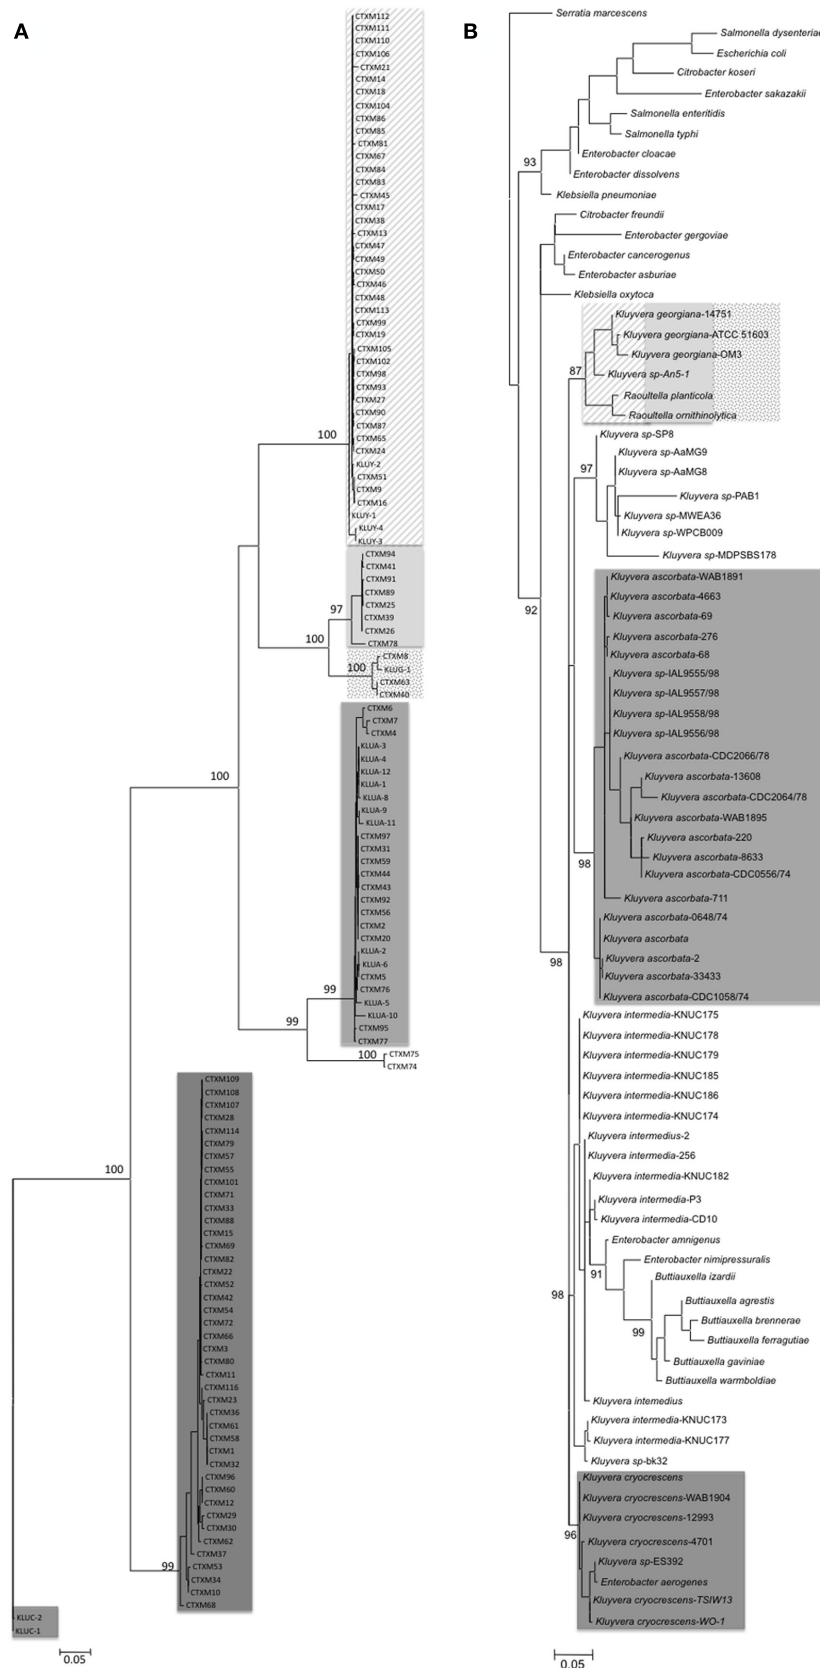 A
CTXM112
CTXM111
CTXM110
CTXM106
CTXM21
CTXM14
CTXM18
CTXM104
CTXM86
CTXM85
CTXM81
CTXM67
CTXM84
CTXM83
CTXM45
CTXM17
CTXM38
CTXM13
CTXM47
CTXM49
CTXM50
CTXM46
CTXM48
CTXM113
CTXM99
CTXM19
CTXM105
CTXM102
CTXM98
CTXM93
CTXM27
CTXM90
CTXM87
CTXM65
100
CTXM24
KLUY-2
CTXM51
CTXM9
CTXM16
KLUY-1
KLUY-4
KLUY-3
CTXM94
CTXM41
CTXM91
CTXM89
CTXM25
97
CTXM39
CTXM26
100
CTXM78
CTXM8
100
KLUG-1
CTXM63
CTXM40
CTXM6
CTXM7
CTXM4
KLUA-3
KLUA-4
KLUA-12
100
KLUA-1
KLUA-8
KLUA-9
KLUA-11
CTXM97
CTXM31
CTXM59
CTXM44
CTXM43
CTXM92
CTXM56
CTXM2
CTXM20
KLUA-2
KLUA-6
CTXM5
CTXM76
99
KLUA-5
KLUA-10
99
CTXM95
CTXM77
100
CTXM75
CTXM74
CTXM109
CTXM108
CTXM107
CTXM28
CTXM114
CTXM79
CTXM57
CTXM55
100
CTXM101
CTXM71
CTXM33
CTXM88
CTXM15
CTXM69
CTXM82
CTXM22
CTXM52
CTXM42
CTXM54
CTXM72
CTXM66
CTXM3
CTXM80
CTXM11
CTXM116
CTXM23
CTXM36
CTXM61
CTXM58
CTXM1
CTXM32
CTXM96
CTXM60
CTXM12
CTXM29
CTXM30
CTXM62
CTXM37
99
CTXM53
CTXM34
CTXM10
CTXM68
KLUC-2
KLUC-1
0.05
B
Serratia marcescens
Salmonella dysenteriae
Escherichia coli
Citrobacter koseri
Enterobacter sakazakii
Salmonella enteritidis
Salmonella typhi
Enterobacter cloacae
93
Enterobacter dissolvens
Klebsiella pneumoniae
Citrobacter freundii
Enterobacter gergoviae
Enterobacter cancerogenus
Enterobacter asburiae
Klebsiella oxytoca
Kluyvera georgiana-14751
Kluyvera georgiana-ATCC 51603
Kluyvera georgiana-OM3
87
Kluyvera sp-An5-1
Raoultella planticola
Raoultella ornithinolytica
Kluyvera sp-SP8
Kluyvera sp-AaMG9
97
Kluyvera sp-AaMG8
Kluyvera sp-PAB1
Kluyvera sp-MWEA36
Kluyvera sp-WPCB009
Kluyvera sp-MDPSBS178
Kluyvera ascorbata-WAB1891
Kluyvera ascorbata-4663
92
Kluyvera ascorbata-69
Kluyvera ascorbata-276
Kluyvera ascorbata-68
Kluyvera sp-IAL9555/98
Kluyvera sp-IAL9557/98
Kluyvera sp-IAL9558/98
Kluyvera sp-IAL9556/98
Kluyvera ascorbata-CDC2066/78
Kluyvera ascorbata-13608
Kluyvera ascorbata-CDC2064/78
Kluyvera ascorbata-WAB1895
Kluyvera ascorbata-220
Kluyvera ascorbata-8633
98
Kluyvera ascorbata-CDC0556/74
Kluyvera ascorbata-711
Kluyvera ascorbata-0648/74
Kluyvera ascorbata
98
Kluyvera ascorbata-2
Kluyvera ascorbata-33433
Kluyvera ascorbata-CDC1058/74
Kluyvera intermedia-KNUC175
Kluyvera intermedia-KNUC178
Kluyvera intermedia-KNUC179
Kluyvera intermedia-KNUC185
Kluyvera intermedia-KNUC186
Kluyvera intermedia-KNUC174
Kluyvera intermedius-2
Kluyvera intermedia-256
Kluyvera intermedia-KNUC182
Kluyvera intermedia-P3
Kluyvera intermedia-CD10
Enterobacter amnigenus
Enterobacter nimipressuralis
91
Buttiauxella izardii
98
Buttiauxella agrestis
Buttiauxella brennerae
99
Buttiauxella ferragutiae
Buttiauxella gaviniae
Buttiauxella warmboldiae
Kluyvera intemedius
Kluyvera intermedia-KNUC173
Kluyvera intermedia-KNUC177
Kluyvera sp-bk32
Kluyvera cryocrescens
Kluyvera cryocrescens-WAB1904
Kluyvera cryocrescens-12993
96
Kluyvera cryocrescens-4701
Kluyvera sp-ES392
Enterobacter aerogenes
Kluyvera cryocrescens-TSIW13
Kluyvera cryocrescens-WO-1
0.05